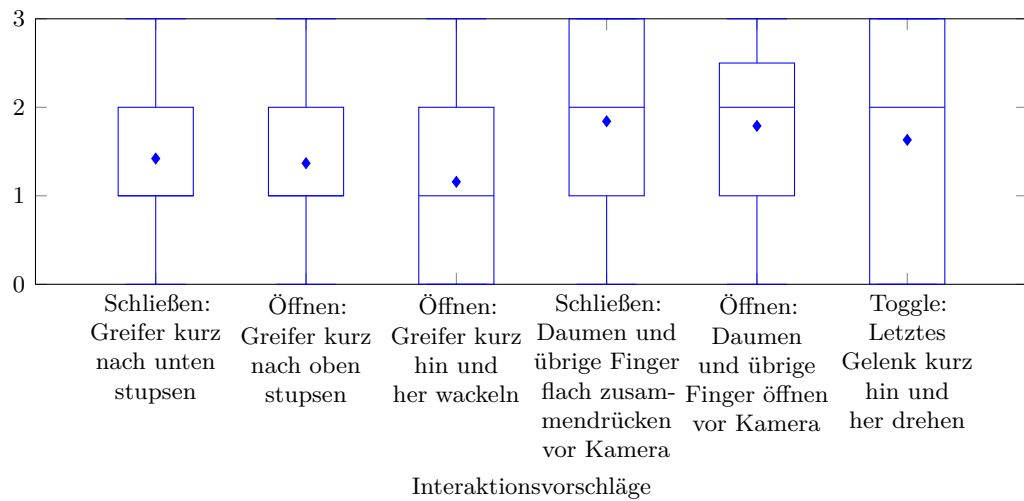 3
2
1
0
Schließen:
Greifer kurz
nach unten
stupsen
Öffnen:
Greifer kurz
nach oben
stupsen
Öffnen:
Greifer kurz
hin und
her wackeln
Schließen:
Daumen und
übrige Finger
flach zusam-
mendrücken
vor Kamera
Öffnen:
Daumen
und übrige
Finger öffnen
vor Kamera
Toggle:
Letztes
Gelenk kurz
hin und
her drehen
Interaktionsvorschläge